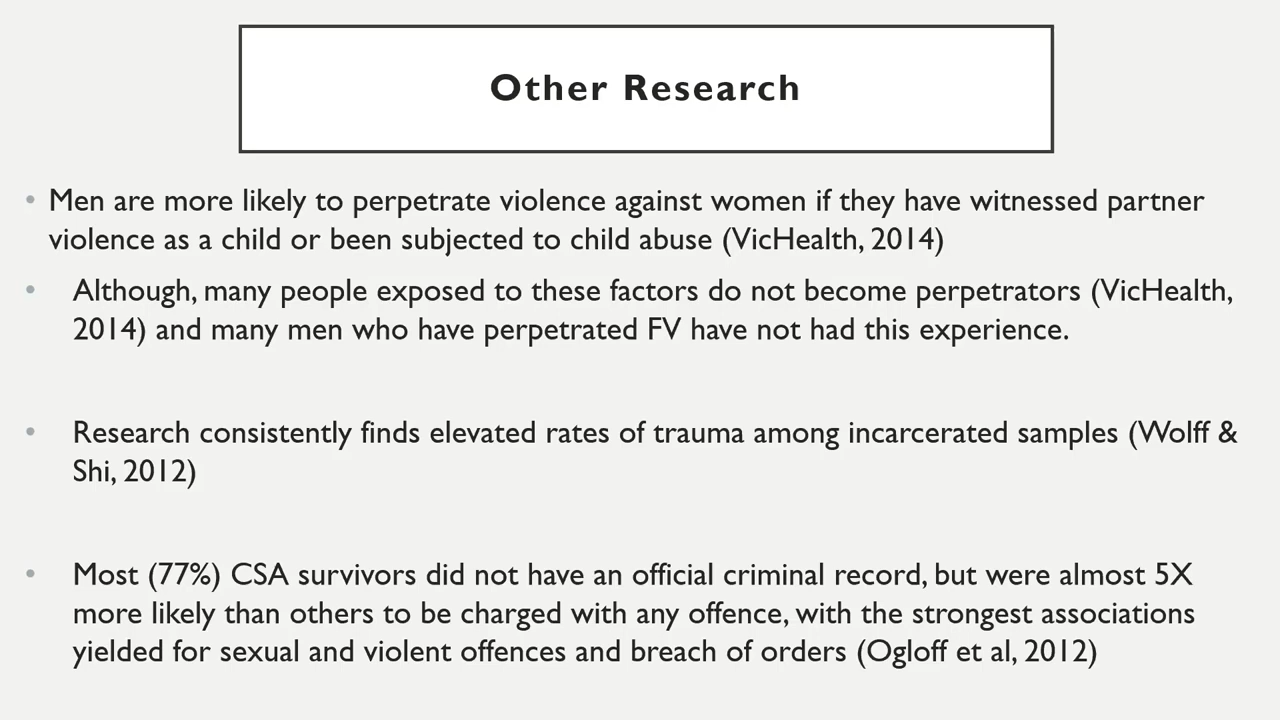 Other Research
• Men are more likely to perpetrate violence against women if they have witnessed partner
violence as a child or been subjected to child abuse (VicHealth, 2014)
• Although, many people exposed to these factors do not become perpetrators (VicHealth,
2014) and many men who have perpetrated FV have not had this experience.
• Research consistently finds elevated rates of trauma among incarcerated samples (Wolff &
Shi, 2012)
• Most (77%) CSA survivors did not have an official criminal record, but were almost 5X
more likely than others to be charged with any offence, with the strongest associations
yielded for sexual and violent offences and breach of orders (Ogloff et al, 2012)